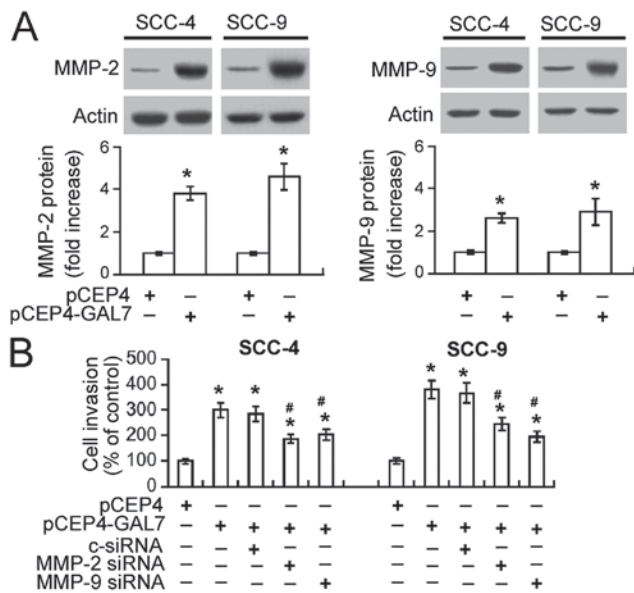 A
SCC-4 SCC-9
MMP-2
Actin
MMP-2 protein
(fold increase)
6
4
2
0
* *
pCEP4 + – + –
pCEP4-GAL7 – + – +
SCC-4 SCC-9
MMP-9
Actin
MMP-9 protein
(fold increase)
6
4
2
0
* *
+ – + –
– + – +
B
SCC-4 SCC-9
Cell invasion
(% of control)
500
400
300
200
100
0
* * # * # * * * # * # *
pCEP4 + – – – – + – – – –
pCEP4-GAL7 – + + + + – + + + +
c-siRNA – – + – – – – + – –
MMP-2 siRNA – – – + – – – – + –
MMP-9 siRNA – – – – + – – – – +